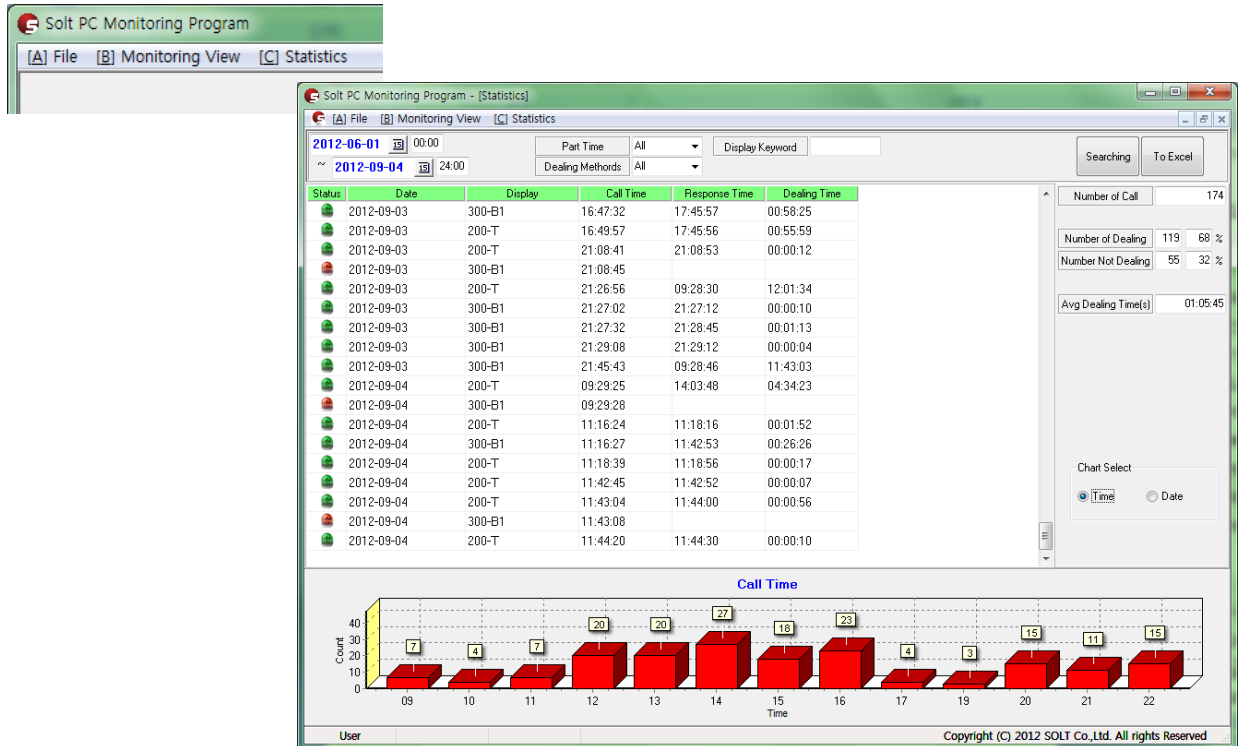 Solt PC Monitoring Program
[A] File [B] Monitoring View [C] Statistics
Solt PC Monitoring Program - [Statistics]
[A] File [B] Monitoring View [C] Statistics
2012-06-01 15 00:00 Part Time All Display Keyword
~ 2012-09-04 15 24:00 Dealing Methords All
Searching To Excel
Status Date Display Call Time Response Time Dealing Time
2012-09-03 300-B1 16:47:32 17:45:57 00:58:25
2012-09-03 200-T 16:49:57 17:45:56 00:55:59
2012-09-03 200-T 21:08:41 21:08:53 00:00:12
2012-09-03 300-B1 21:08:45
2012-09-03 200-T 21:26:56 09:28:30 12:01:34
2012-09-03 300-B1 21:27:02 21:27:12 00:00:10
2012-09-03 300-B1 21:27:32 21:28:45 00:01:13
2012-09-03 300-B1 21:29:08 21:29:12 00:00:04
2012-09-03 300-B1 21:45:43 09:28:46 11:43:03
2012-09-04 200-T 09:29:25 14:03:48 04:34:23
2012-09-04 300-B1 09:29:28
2012-09-04 200-T 11:16:24 11:18:16 00:01:52
2012-09-04 300-B1 11:16:27 11:42:53 00:26:26
2012-09-04 200-T 11:18:39 11:18:56 00:00:17
2012-09-04 200-T 11:42:45 11:42:52 00:00:07
2012-09-04 200-T 11:43:04 11:44:00 00:00:56
2012-09-04 300-B1 11:43:08
2012-09-04 200-T 11:44:20 11:44:30 00:00:10
Number of Call 174
Number of Dealing 119 68 %
Number Not Dealing 55 32 %
Avg Dealing Time(s) 01:05:45
Chart Select
Time Date
Call Time
Count
40
30
20
10
0
7 4 7 20 20 27 18 23 4 3 15 11 15
09 10 11 12 13 14 15 16 17 19 20 21 22
Time
User Copyright (C) 2012 SOLT Co.,Ltd. All rights Reserved